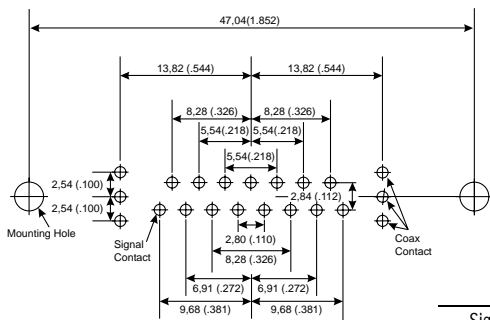 47,04(1.852)
13,82 (.544)
13,82 (.544)
8,28 (.326)
8,28 (.326)
5,54(.218)
5,54(.218)
5,54(.218)
2,54 (.100)
2,84 (.112)
2,54 (.100)
Mounting Hole
Signal
Contact
Coax
Contact
2,80 (.110)
8,28 (.326)
6,91 (.272)
6,91 (.272)
9,68 (.381)
9,68 (.381)
Sig